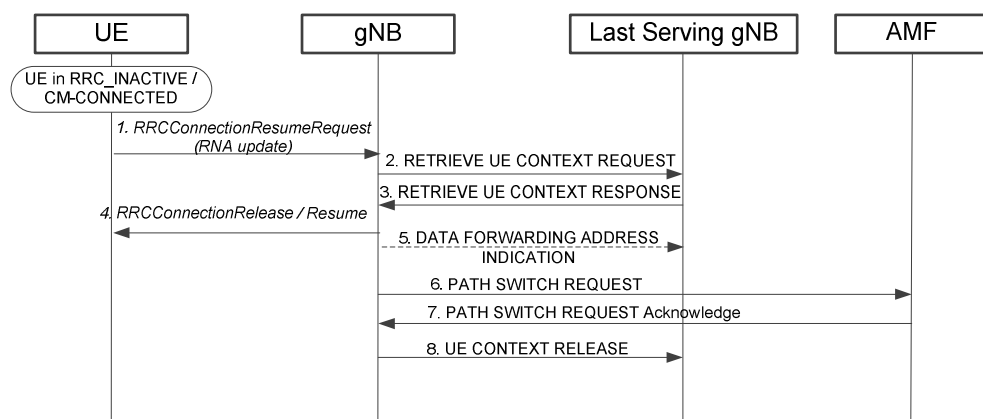 UE
gNB
Last Serving gNB
AMF
UE in RRC_INACTIVE /
CM-CONNECTED
1. RRCConnectionResumeRequest
(RNA update)
2. RETRIEVE UE CONTEXT REQUEST
3. RETRIEVE UE CONTEXT RESPONSE
4. RRCConnectionRelease / Resume
5. DATA FORWARDING ADDRESS
INDICATION
6. PATH SWITCH REQUEST
7. PATH SWITCH REQUEST Acknowledge
8. UE CONTEXT RELEASE